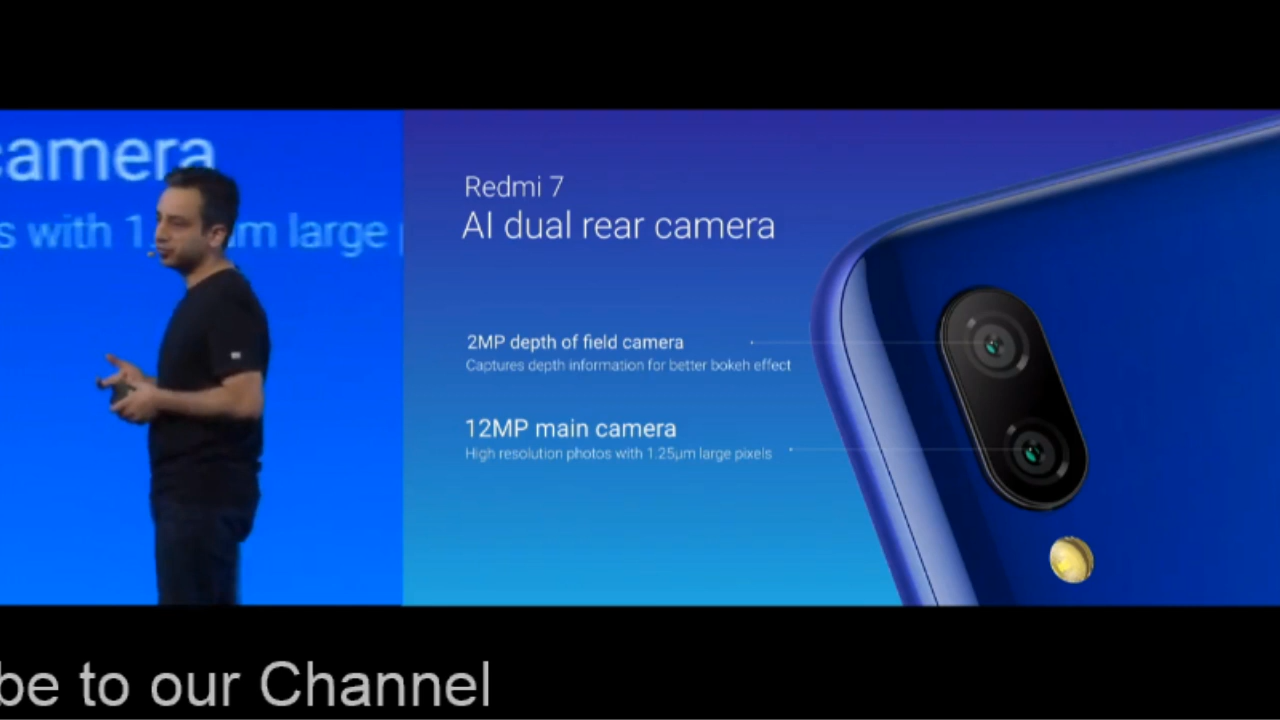 camera
s with 1. m large
Redmi 7
AI dual rear camera
2MP depth of field camera
Captures depth information for better bokeh effect
12MP main camera
High resolution photos with 1.25μm large pixels
be to our Channel